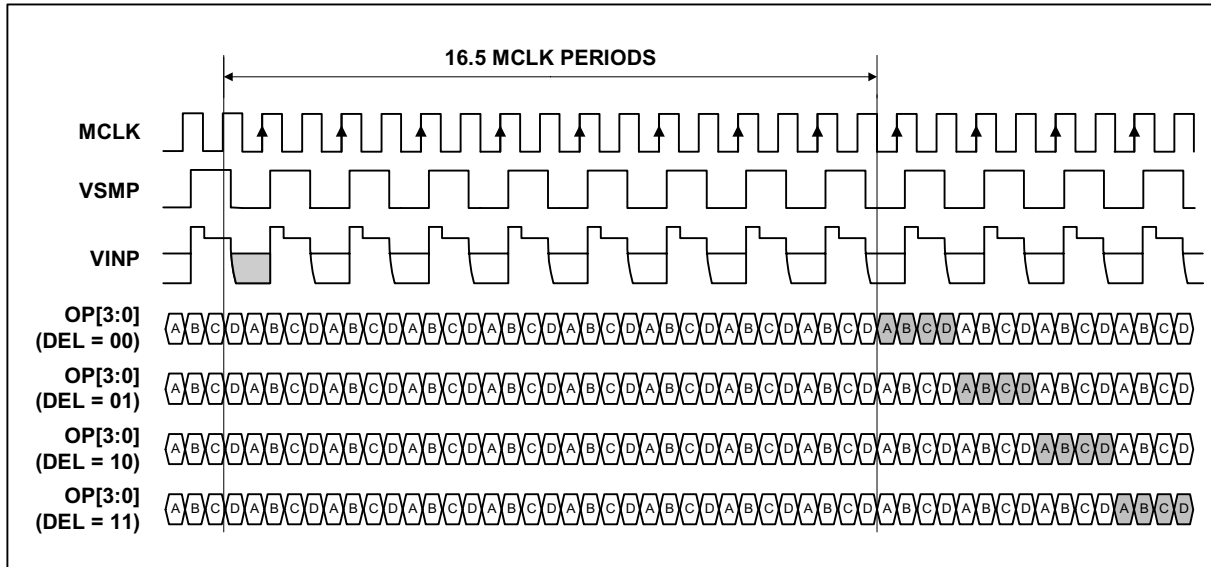 16.5 MCLK PERIODS
MCLK
VSMP
VINP
OP[3:0]
(DEL = 00)
A B C D A B C D A B C D A B C D A B C D A B C D A B C D A B C D A B C D A B C D A B C D A B C D A B C D
OP[3:0]
(DEL = 01)
A B C D A B C D A B C D A B C D A B C D A B C D A B C D A B C D A B C D A B C D A B C D A B C D A B C D
OP[3:0]
(DEL = 10)
A B C D A B C D A B C D A B C D A B C D A B C D A B C D A B C D A B C D A B C D A B C D A B C D A B C D
OP[3:0]
(DEL = 11)
A B C D A B C D A B C D A B C D A B C D A B C D A B C D A B C D A B C D A B C D A B C D A B C D A B C D